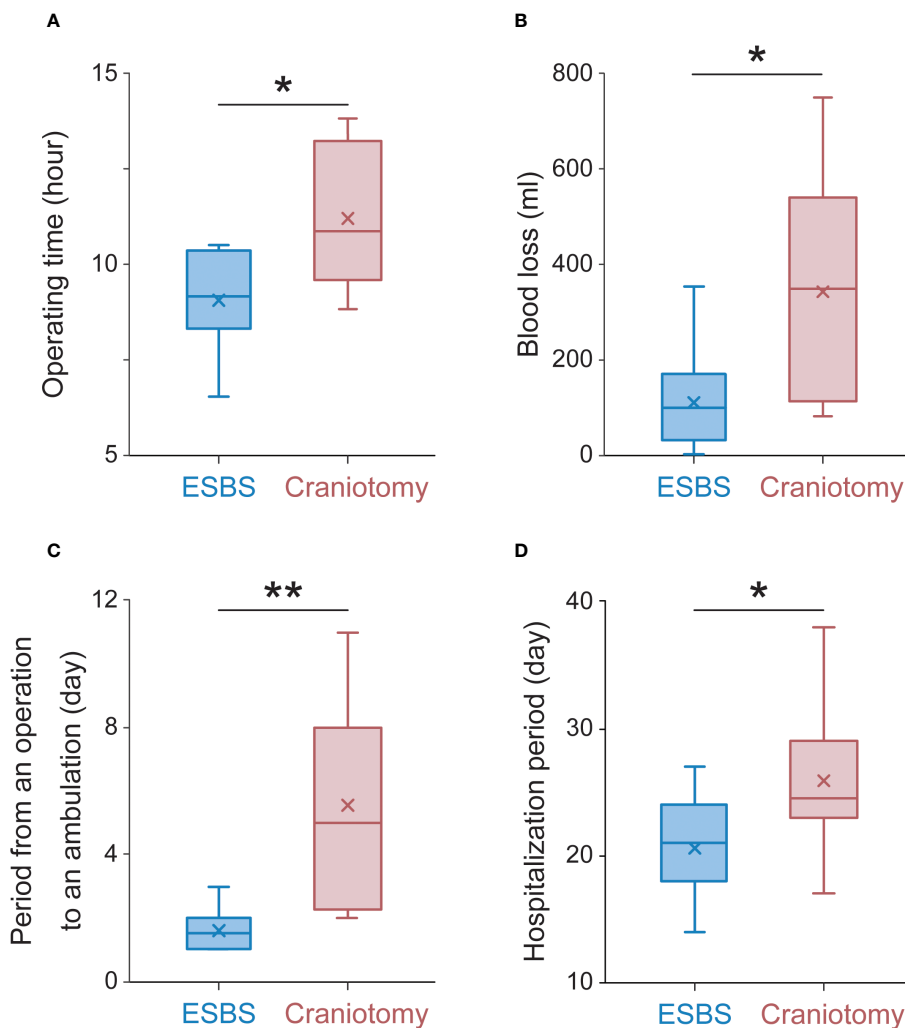 A
Operating time (hour)
15
10
5
*
ESBS Craniotomy
B
Blood loss (ml)
800
600
400
200
0
*
ESBS Craniotomy
C
Period from an operation
to an ambulation (day)
12
8
4
0
**
ESBS Craniotomy
D
Hospitalization period (day)
40
30
20
10
*
ESBS Craniotomy